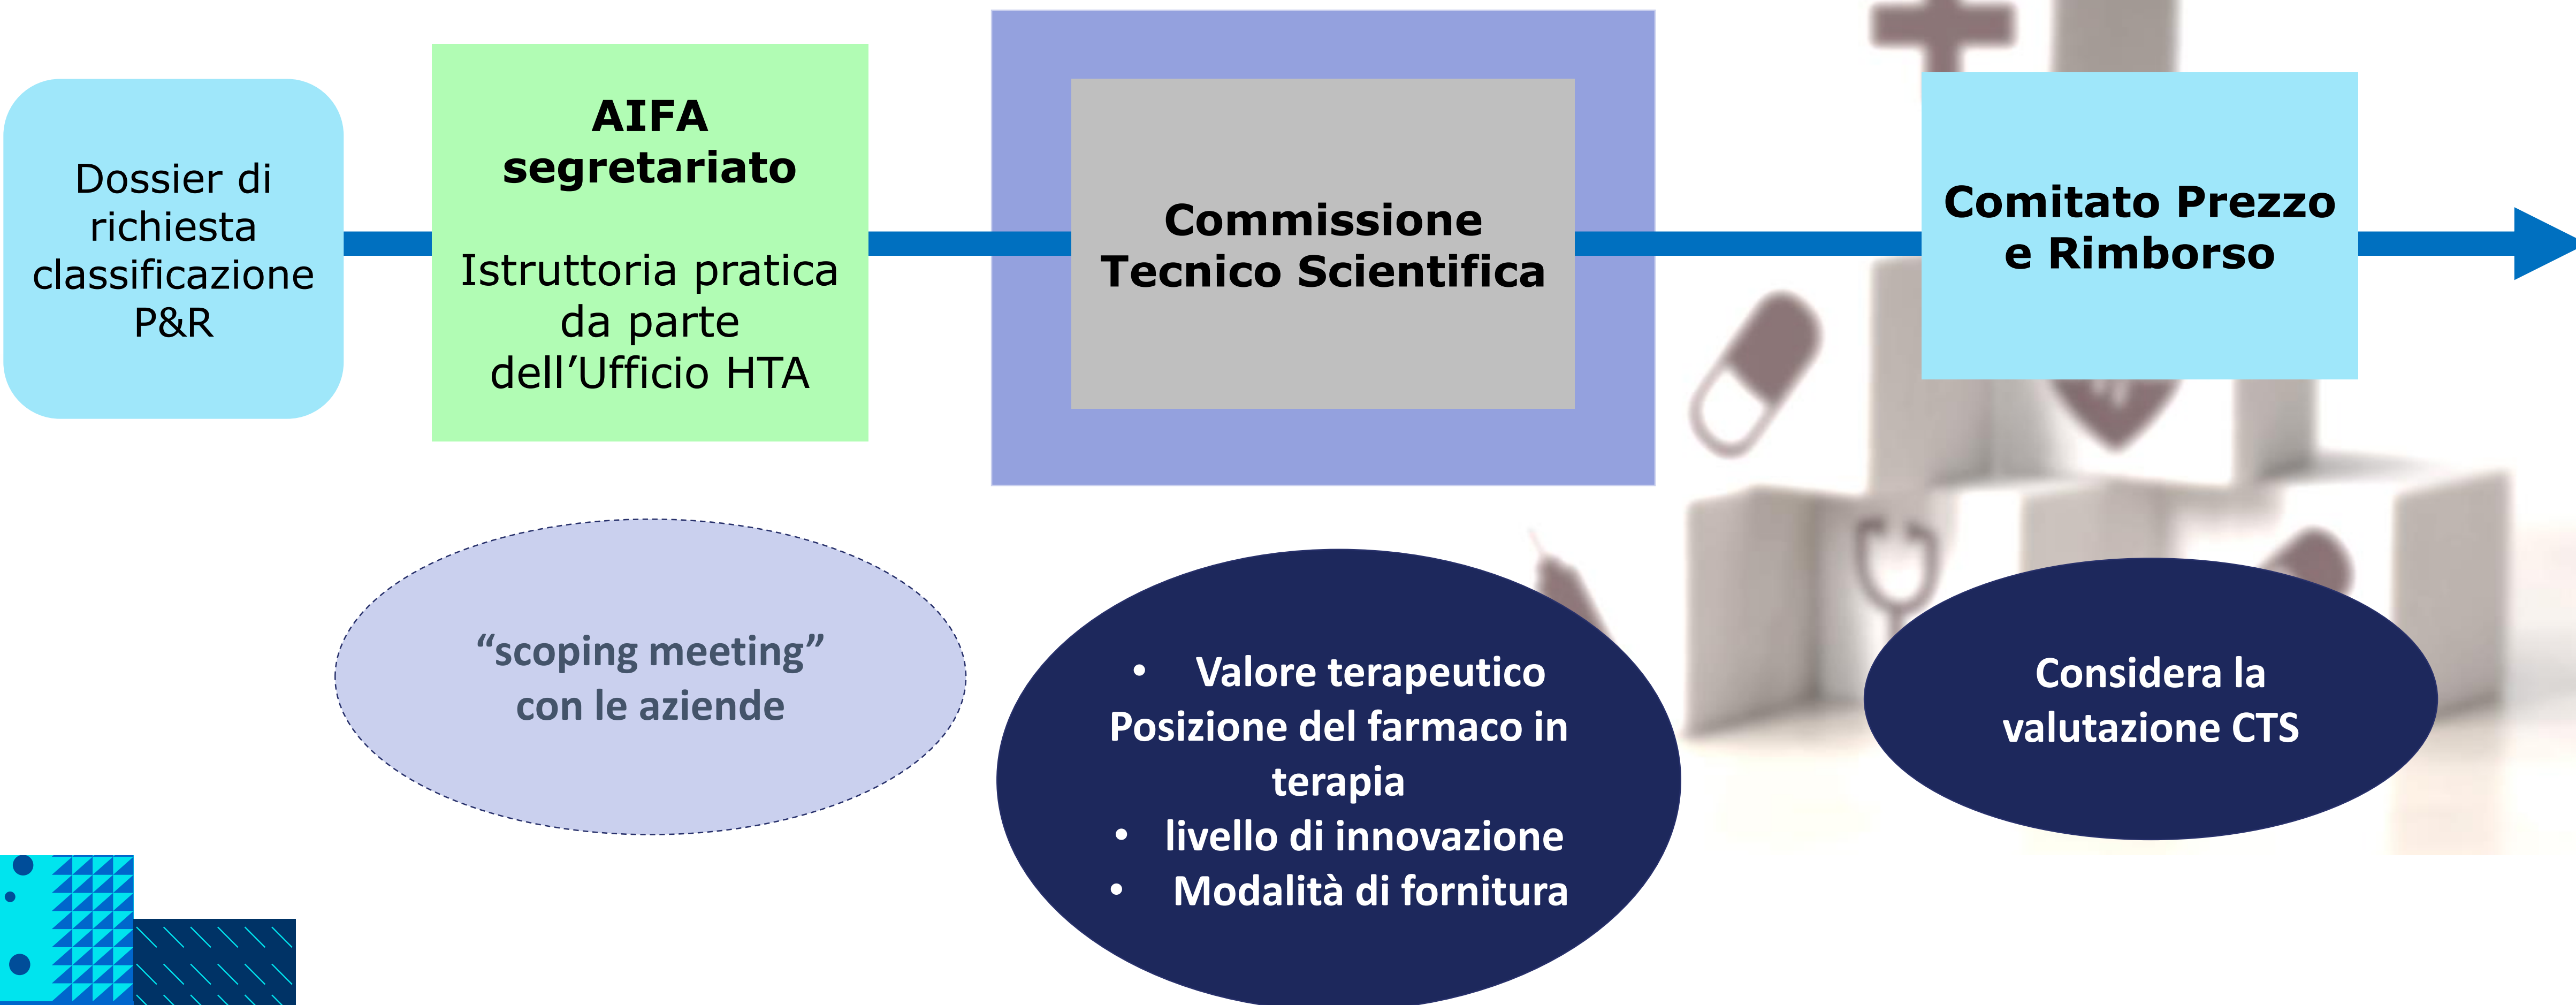 Dossier di
richiesta
classificazione
P&R
AIFA
segretariato
Istruttoria pratica
da parte
dell’Ufficio HTA
Commissione
Tecnico Scientifica
Comitato Prezzo
e Rimborso
“scoping meeting”
con le aziende
• Valore terapeutico
Posizione del farmaco in
terapia
• livello di innovazione
• Modalità di fornitura
Considera la
valutazione CTS